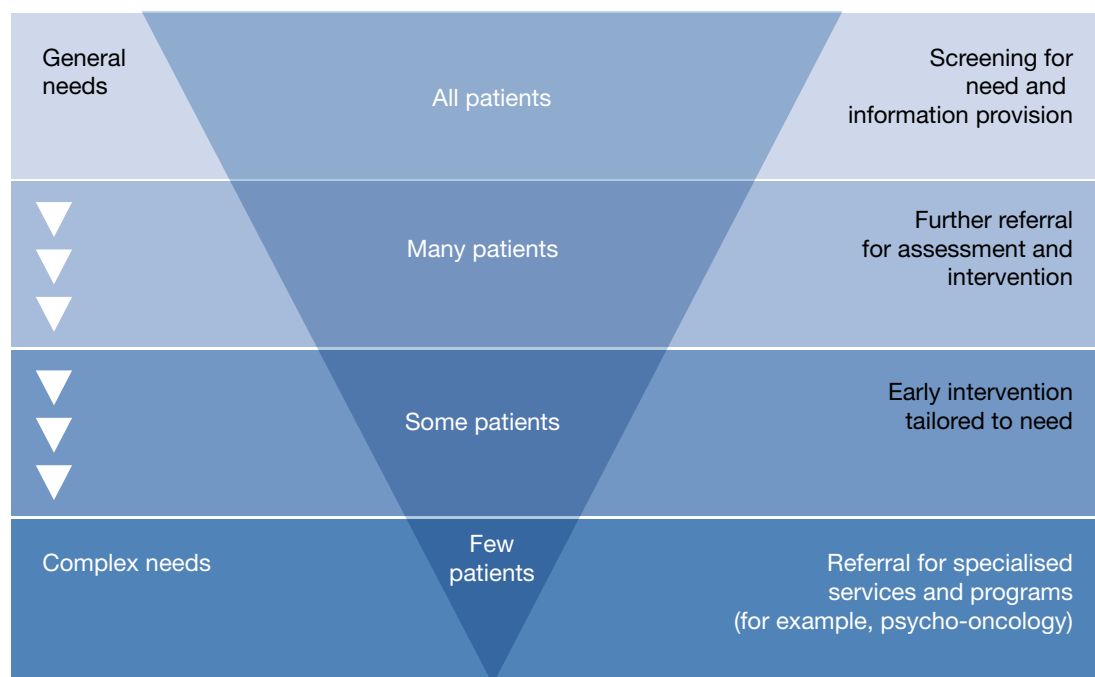 General
needs
All patients
Screening for
need and
information provision
Many patients
Further referral
for assessment and
intervention
Some patients
Early intervention
tailored to need
Complex needs
Few
patients
Referral for specialised
services and programs
(for example, psycho-oncology)